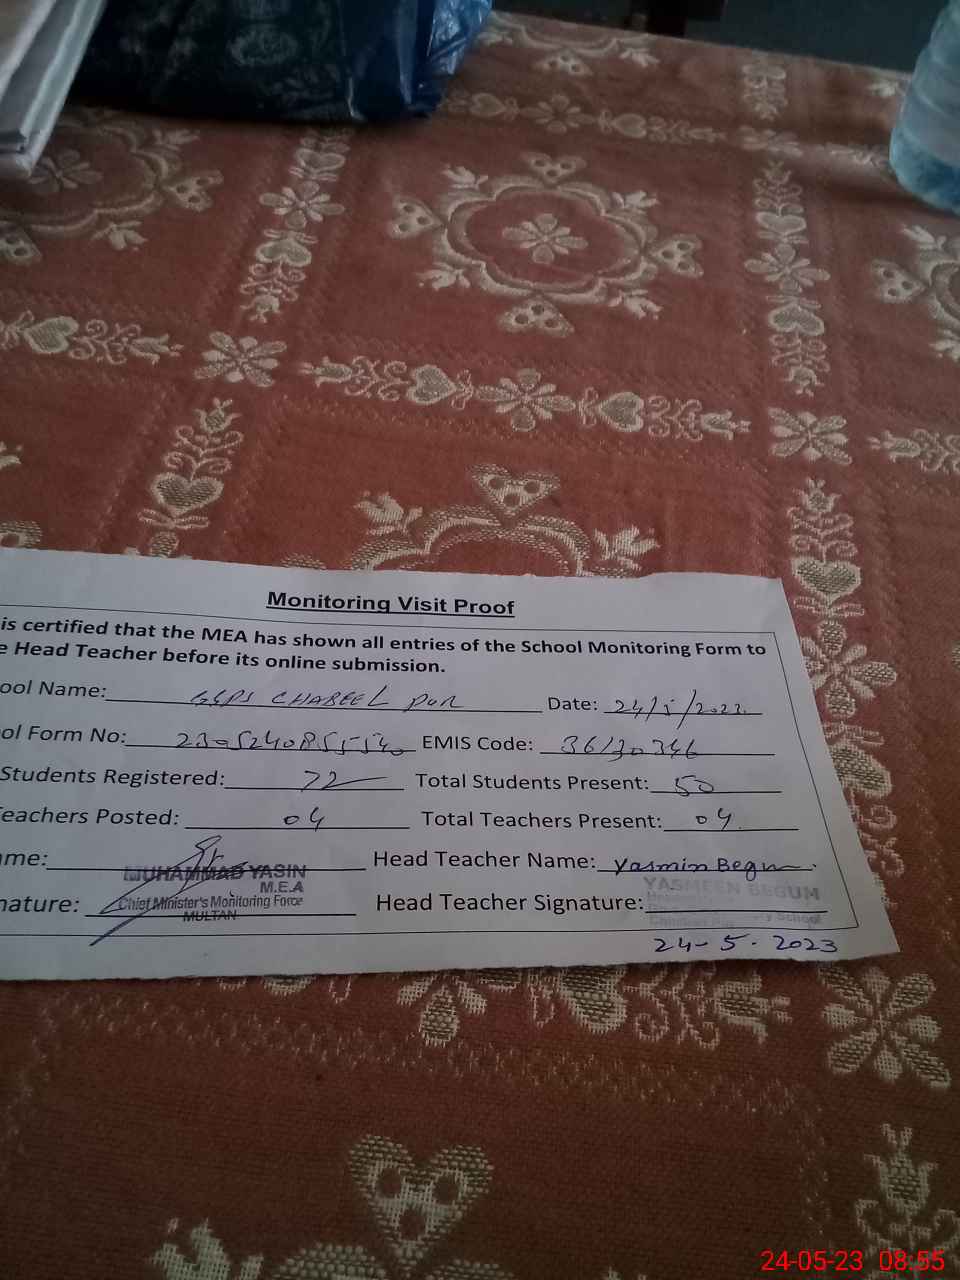 Monitoring Visit Proof
is certified that the MEA has shown all entries of the School Monitoring Form to
e Head Teacher before its online submission.
ool Name: GGPS CHABEEL PUR Date: 24/5/2023
ol Form No: EMIS Code: 36130346
Students Registered: 72 Total Students Present: 50
eachers Posted: 04 Total Teachers Present: 04
ame: Head Teacher Name: Yasmin Begum
MUHAMMAD YASIN
M.E.A
Chief Minister's Monitoring Force
MULTAN
nature: Head Teacher Signature:
YASMEEN BEGUM
School
24-5-2023
24-05-23 08:55